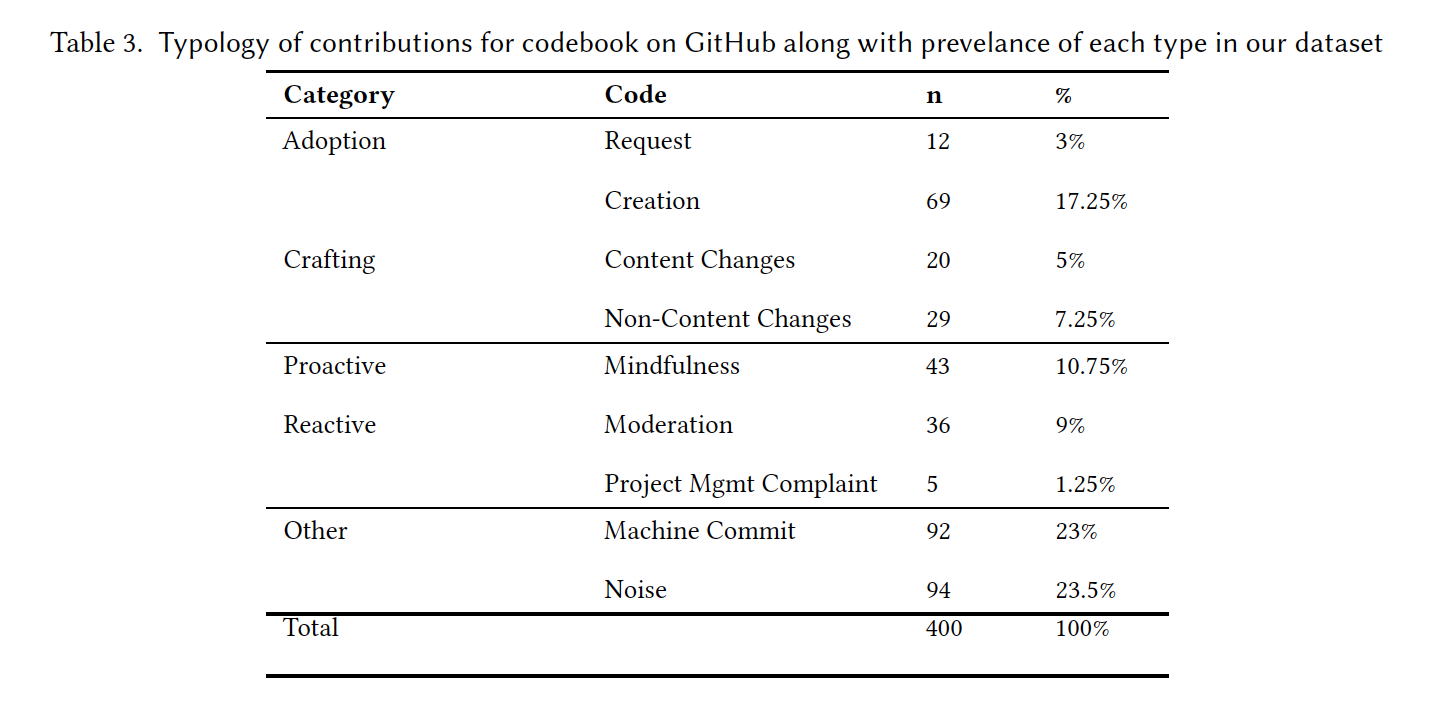 Table 3. Typology of contributions for codebook on GitHub along with prevelance of each type in our dataset
Category Code n %
Adoption Request 12 3%
Creation 69 17.25%
Crafting Content Changes 20 5%
Non-Content Changes 29 7.25%
Proactive Mindfulness 43 10.75%
Reactive Moderation 36 9%
Project Mgmt Complaint 5 1.25%
Other Machine Commit 92 23%
Noise 94 23.5%
Total 400 100%